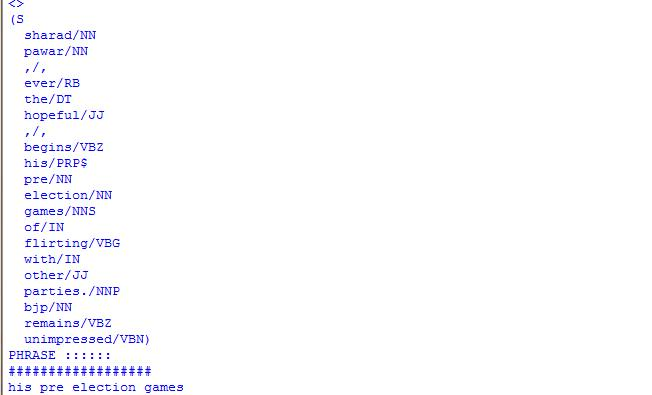 <>
(S
  sharad/NN
  pawar/NN
  ,/,
  ever/RB
  the/DT
  hopeful/JJ
  ,/,
  begins/VBZ
  his/PRP$
  pre/NN
  election/NN
  games/NNS
  of/IN
  flirting/VBG
  with/IN
  other/JJ
  parties./NNP
  bjp/NN
  remains/VBZ
  unimpressed/VBN)
PHRASE ::::::
##################
his pre election games